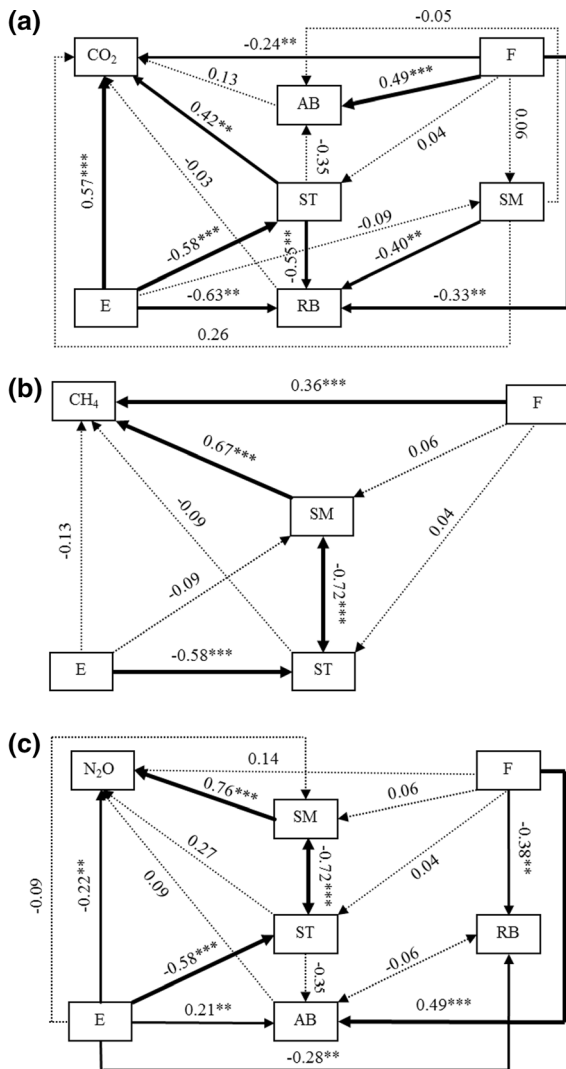 (a)
-0.05
CO₂
-0.24**
F
0.13
AB
0.49***
0.42**
-0.35
0.04
0.06
0.57***
-0.03
ST
SM
-0.09
-0.58***
-0.55**
-0.40**
E
-0.63**
RB
-0.33**
0.26
(b)
CH₄
0.36***
F
0.67***
0.06
SM
-0.13
-0.09
-0.09
-0.72***
0.04
E
-0.58***
ST
(c)
N₂O
0.14
F
0.76***
SM
0.06
-0.09
-0.22**
0.27
-0.72***
0.04
-0.38**
0.09
ST
RB
-0.58***
-0.35
-0.06
E
0.21**
AB
0.49***
-0.28**